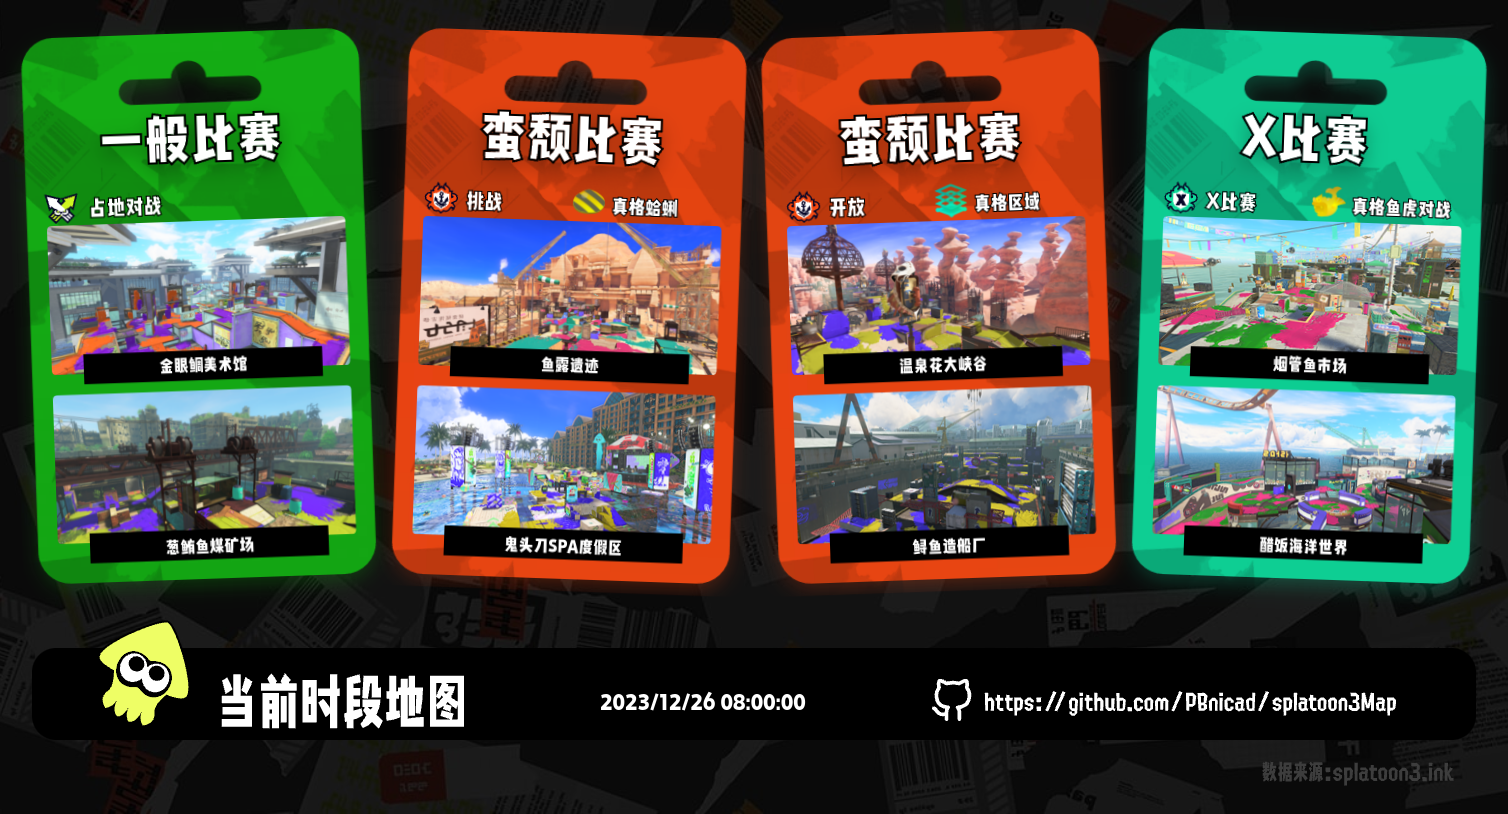 一般比赛
占地对战
金眼鲷美术馆
葱鲔鱼煤矿场
蛮颓比赛
挑战
真格蛤蜊
鱼露遗迹
鬼头刀SPA度假区
蛮颓比赛
开放
真格区域
温泉花大峡谷
鲟鱼造船厂
X比赛
X比赛
真格鱼虎对战
烟管鱼市场
醋饭海洋世界
当前时段地图
2023/12/26 08:00:00
https://github.com/PBnicad/splatoon3Map
数据来源:splatoon3.ink